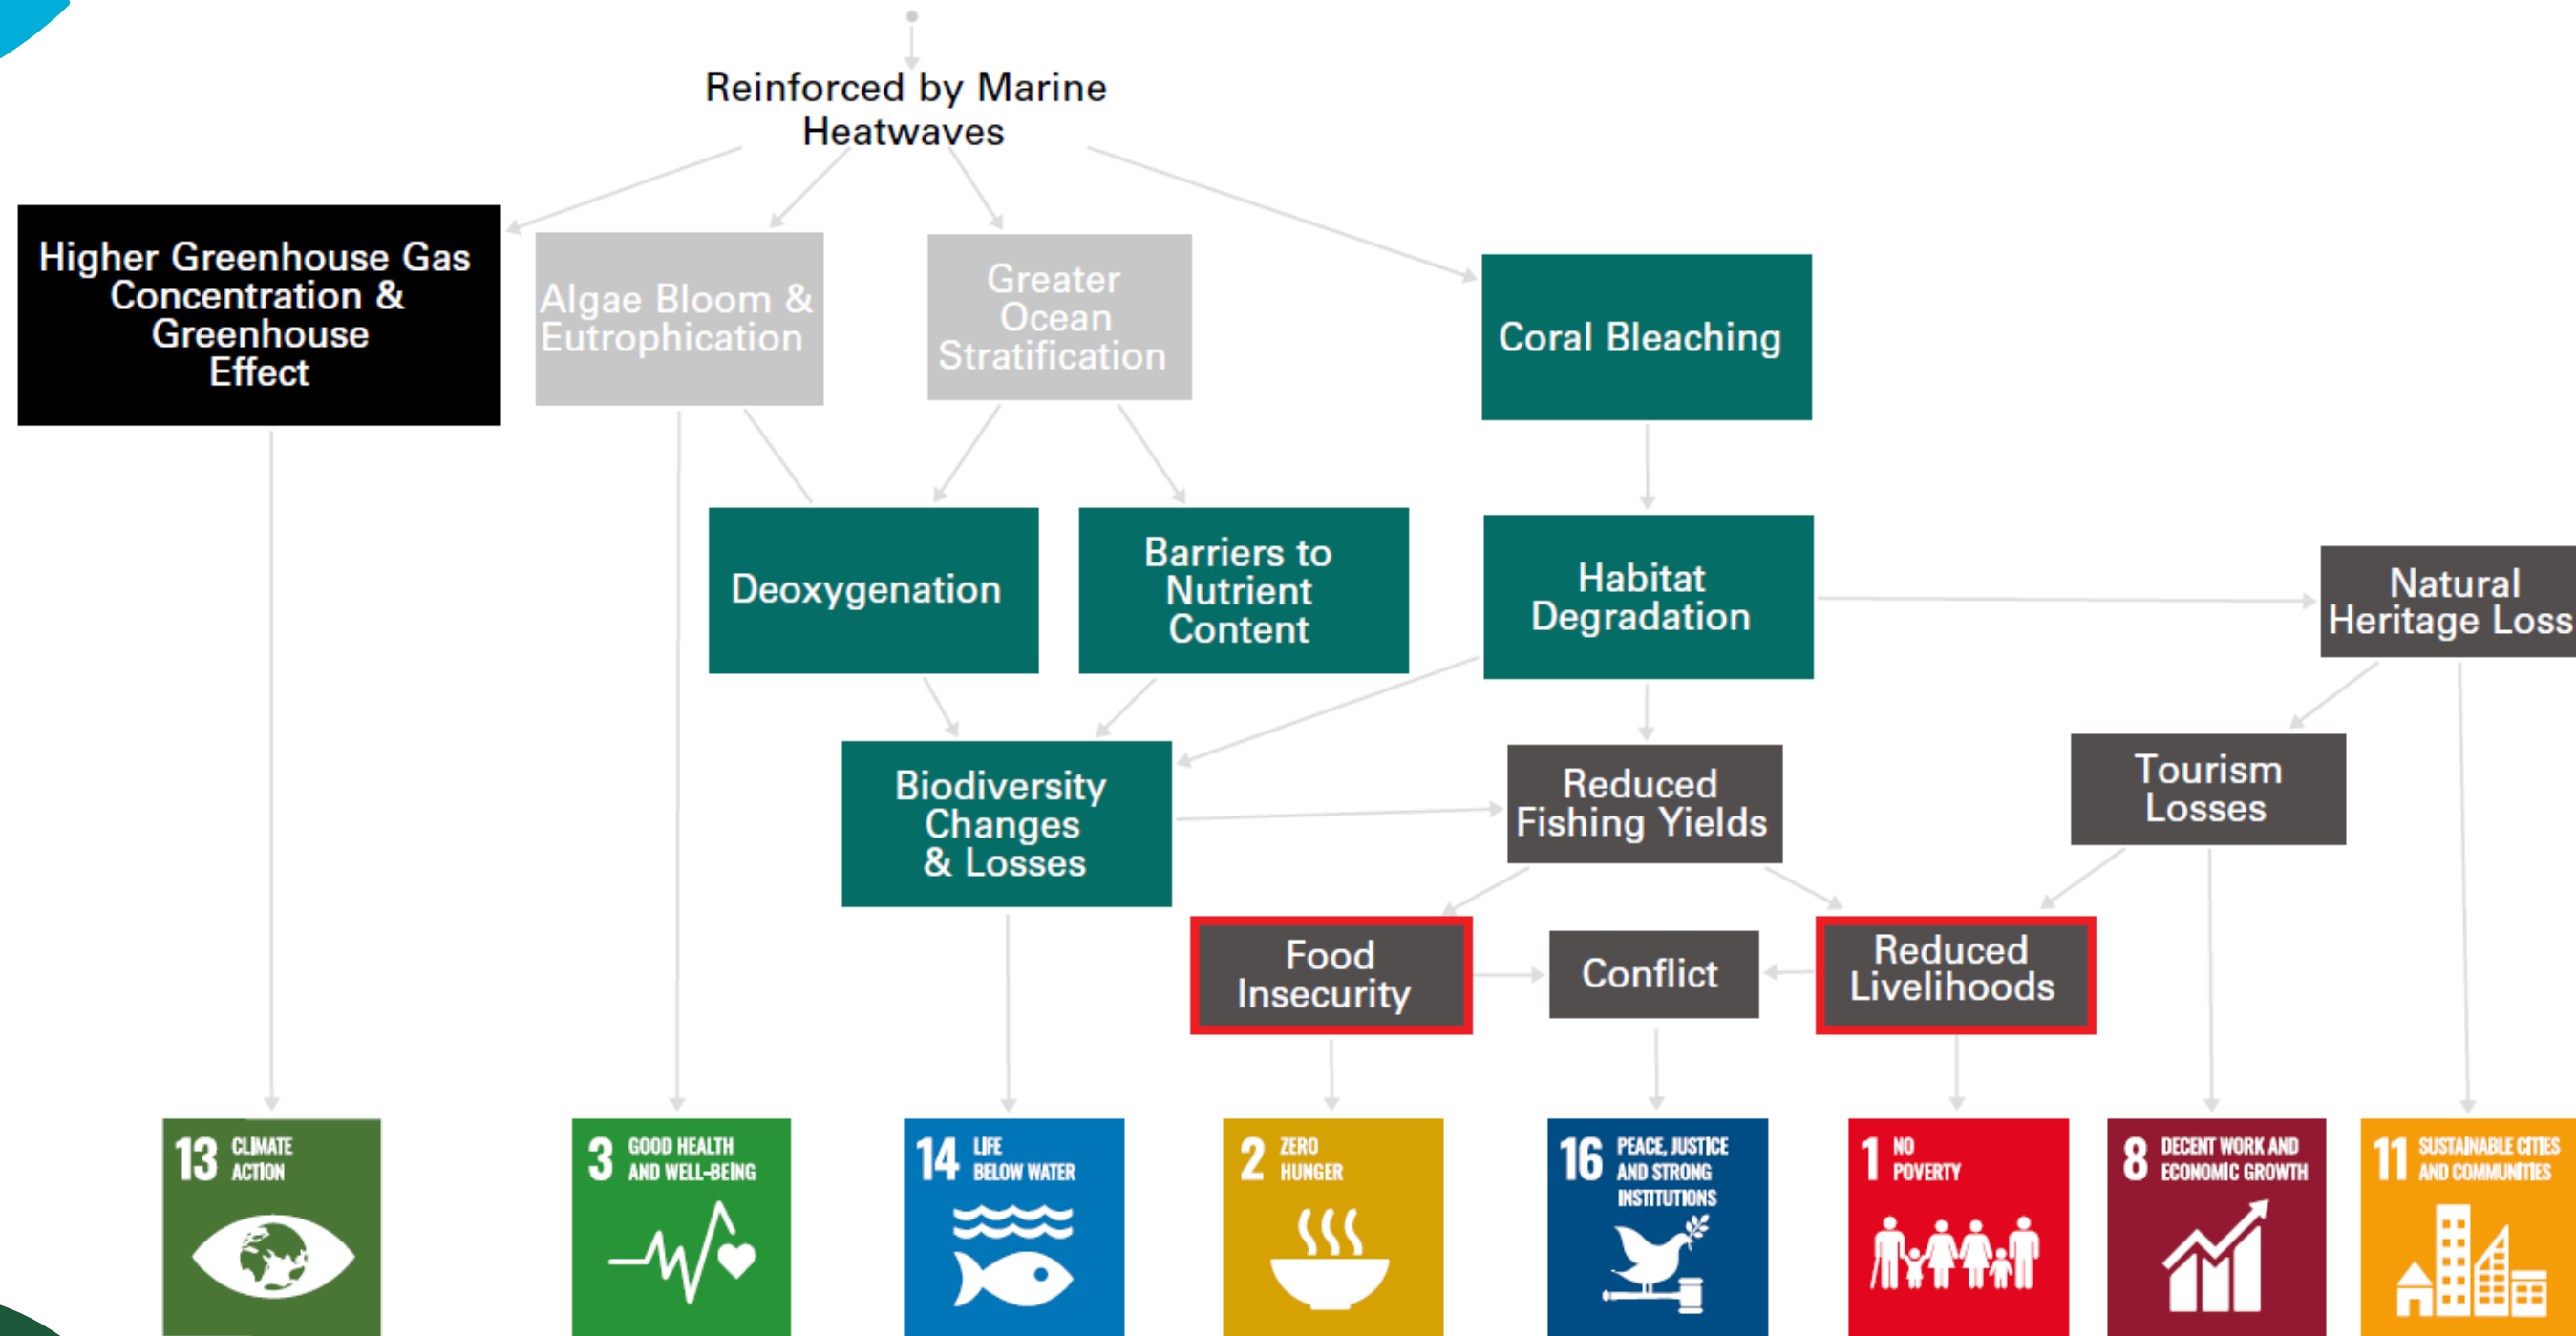 Reinforced by Marine
Heatwaves
Higher Greenhouse Gas
Concentration &
Greenhouse
Effect
Algae Bloom &
Eutrophication
Greater
Ocean
Stratification
Coral Bleaching
Deoxygenation
Barriers to
Nutrient
Content
Habitat
Degradation
Natural
Heritage Loss
Biodiversity
Changes
& Losses
Reduced
Fishing Yields
Tourism
Losses
Food
Insecurity
Conflict
Reduced
Livelihoods
13 CLIMATE
ACTION
3 GOOD HEALTH
AND WELL-BEING
14 LIFE
BELOW WATER
2 ZERO
HUNGER
16 PEACE, JUSTICE
AND STRONG
INSTITUTIONS
1 NO
POVERTY
8 DECENT WORK AND
ECONOMIC GROWTH
11 SUSTAINABLE CITIES
AND COMMUNITIES